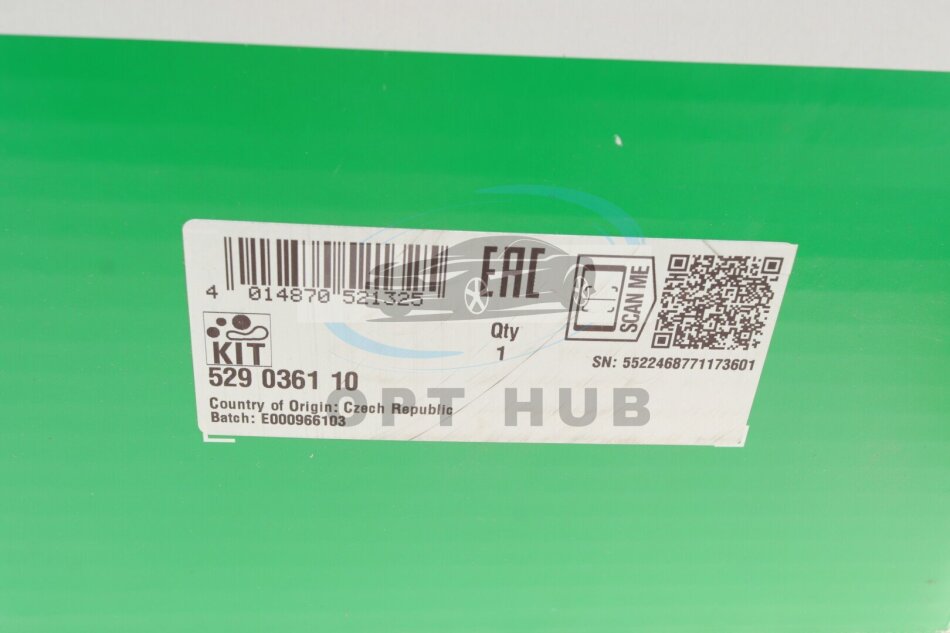 4 014870 521325
EAC
SCAN ME
Qty
1
SN: 5522468771173601
KIT
529 0361 10
Country of Origin: Czech Republic
Batch: E000966103
OPT HUB